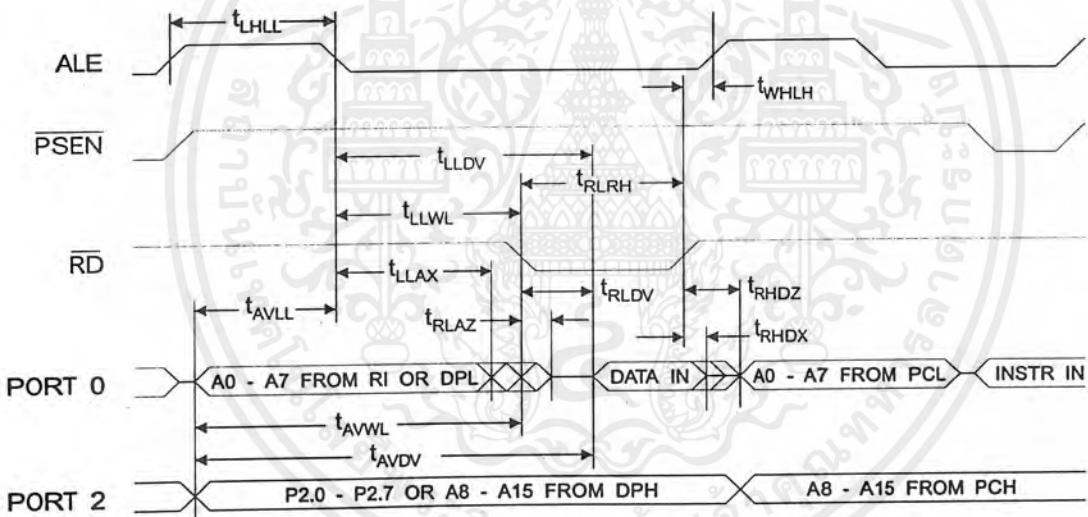 tLHLL
ALE
tWHLH
PSEN
tLLDV
tRLRH
tLLWL
RD
tLLAX
tRLDV
tRHDZ
tAVLL
tRLAZ
tRHDX
PORT 0
A0 - A7 FROM RI OR DPL
DATA IN
A0 - A7 FROM PCL
INSTR IN
tAVWL
tAVDV
PORT 2
P2.0 - P2.7 OR A8 - A15 FROM DPH
A8 - A15 FROM PCH